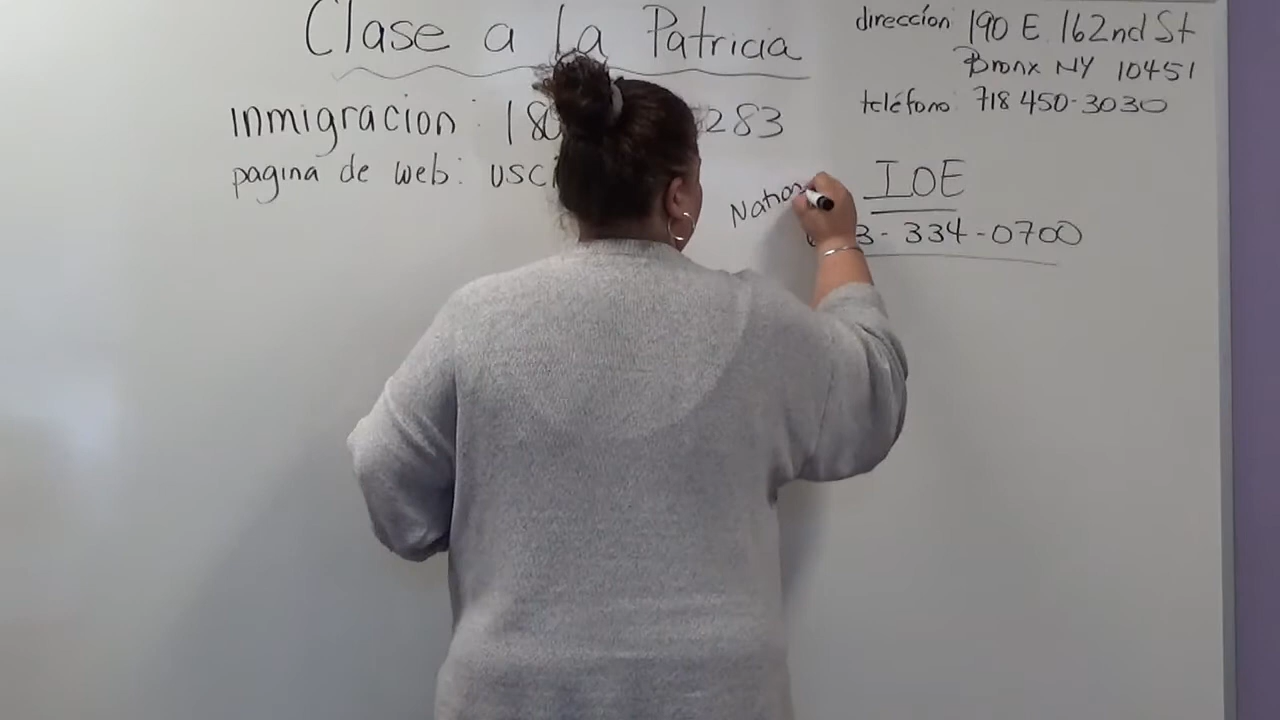 Clase a la Patricia
inmigracion: 283
pagina de web:
dirección: 190 E 162nd St
Bronx NY 10451
teléfono: 718 450-3030
IOE
3-334-0700